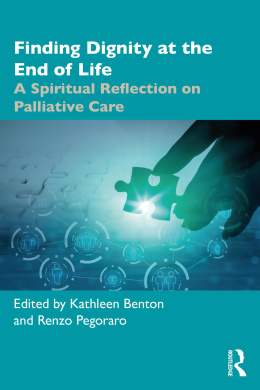 Finding Dignity at the
End of Life
A Spiritual Reflection on
Palliative Care
Edited by Kathleen Benton
and Renzo Pegoraro
ROUTLEDGE